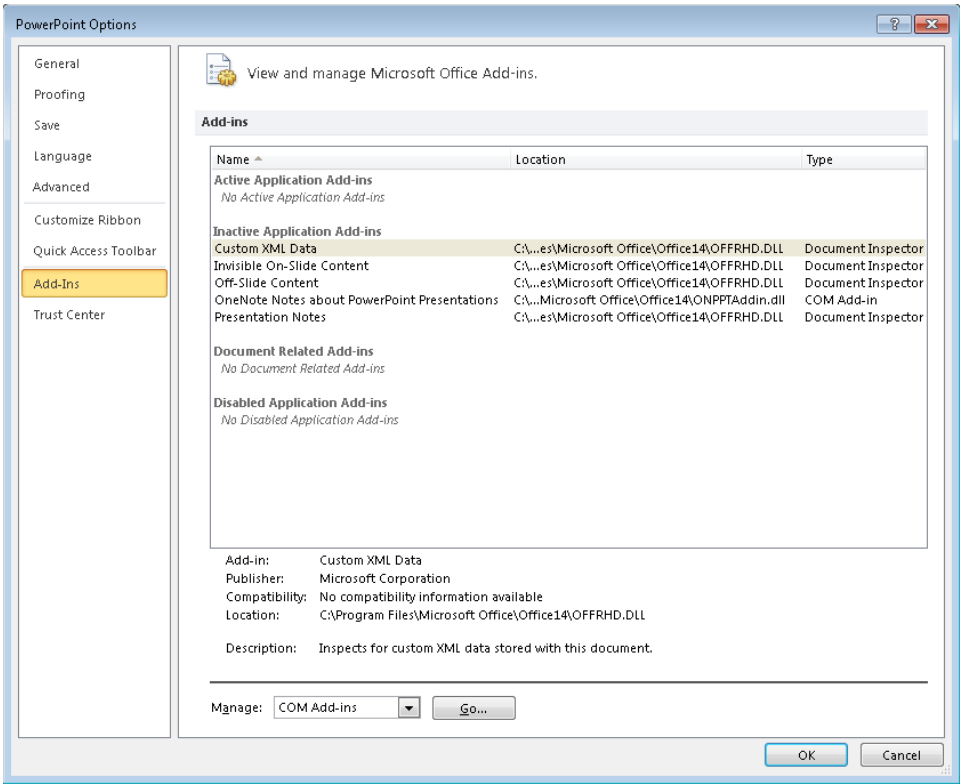 PowerPoint Options
General
Proofing
Save
Language
Advanced
Customize Ribbon
Quick Access Toolbar
Add-Ins
Trust Center
View and manage Microsoft Office Add-ins.
Add-ins
Name Location Type
Active Application Add-ins
No Active Application Add-ins
Inactive Application Add-ins
Custom XML Data C:\...es\Microsoft Office\Office14\OFFRHD.DLL Document Inspector
Invisible On-Slide Content C:\...es\Microsoft Office\Office14\OFFRHD.DLL Document Inspector
Off-Slide Content C:\...es\Microsoft Office\Office14\OFFRHD.DLL Document Inspector
OneNote Notes about PowerPoint Presentations C:\...Microsoft Office\Office14\ONPPTAddin.dll COM Add-in
Presentation Notes C:\...es\Microsoft Office\Office14\OFFRHD.DLL Document Inspector
Document Related Add-ins
No Document Related Add-ins
Disabled Application Add-ins
No Disabled Application Add-ins
Add-in: Custom XML Data
Publisher: Microsoft Corporation
Compatibility: No compatibility information available
Location: C:\Program Files\Microsoft Office\Office14\OFFRHD.DLL
Description: Inspects for custom XML data stored with this document.
Manage: COM Add-ins Go...
OK Cancel